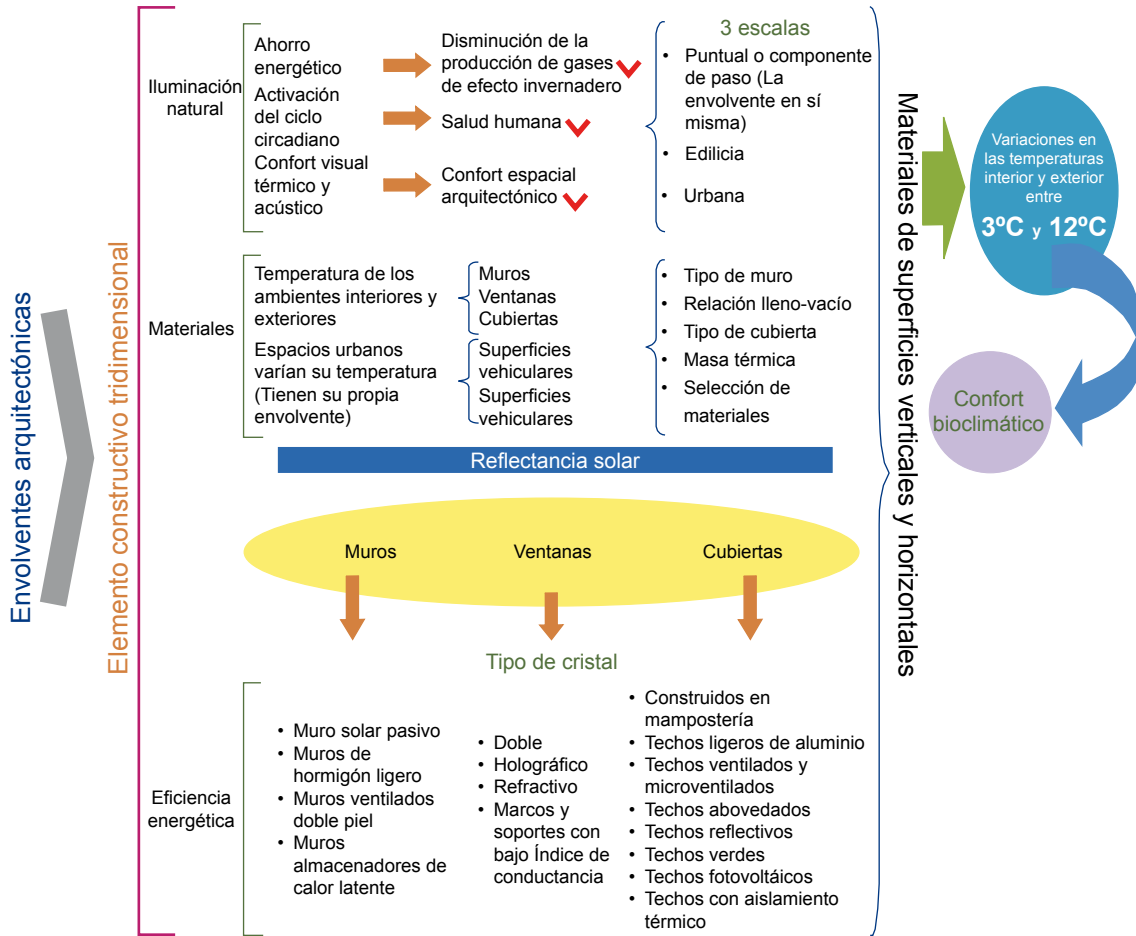 Envolventes arquitectónicas
Elemento constructivo tridimensional
Iluminación
natural
Ahorro
energético
Activación
del ciclo
circadiano
Confort visual
térmico y
acústico
Disminución de la
producción de gases
de efecto invernadero
Salud humana
Confort espacial
arquitectónico
3 escalas
• Puntual o componente
de paso (La
envolvente en sí
misma)
• Edilicia
• Urbana
Materiales
Temperatura de los
ambientes interiores y
exteriores
Muros
Ventanas
Cubiertas
Espacios urbanos
varían su temperatura
(Tienen su propia
envolvente)
Superficies
vehiculares
Superficies
vehiculares
• Tipo de muro
• Relación lleno-vacío
• Tipo de cubierta
• Masa térmica
• Selección de
materiales
Reflectancia solar
Muros
Ventanas
Cubiertas
Tipo de cristal
Eficiencia
energética
• Muro solar pasivo
• Muros de
hormigón ligero
• Muros ventilados
doble piel
• Muros
almacenadores de
calor latente
• Doble
• Holográfico
• Refractivo
• Marcos y
soportes con
bajo Índice de
conductancia
• Construidos en
mampostería
• Techos ligeros de aluminio
• Techos ventilados y
microventilados
• Techos abovedados
• Techos reflectivos
• Techos verdes
• Techos fotovoltáicos
• Techos con aislamiento
térmico
Materiales de superficies verticales y horizontales
Variaciones en
las temperaturas
interior y exterior
entre
3ºC y 12ºC
Confort
bioclimático